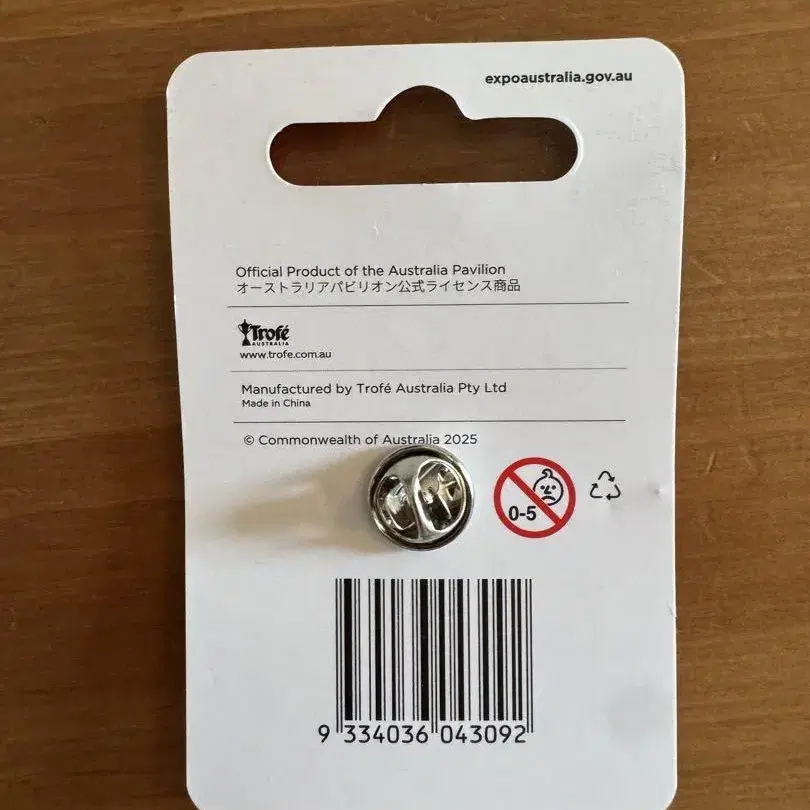 expoaustralia.gov.au
Official Product of the Australia Pavilion
オーストラリアパビリオン公式ライセンス商品
Trofé
AUSTRALIA
www.trofe.com.au
Manufactured by Trofé Australia Pty Ltd
Made in China
© Commonwealth of Australia 2025
0-5
9 334036 043092